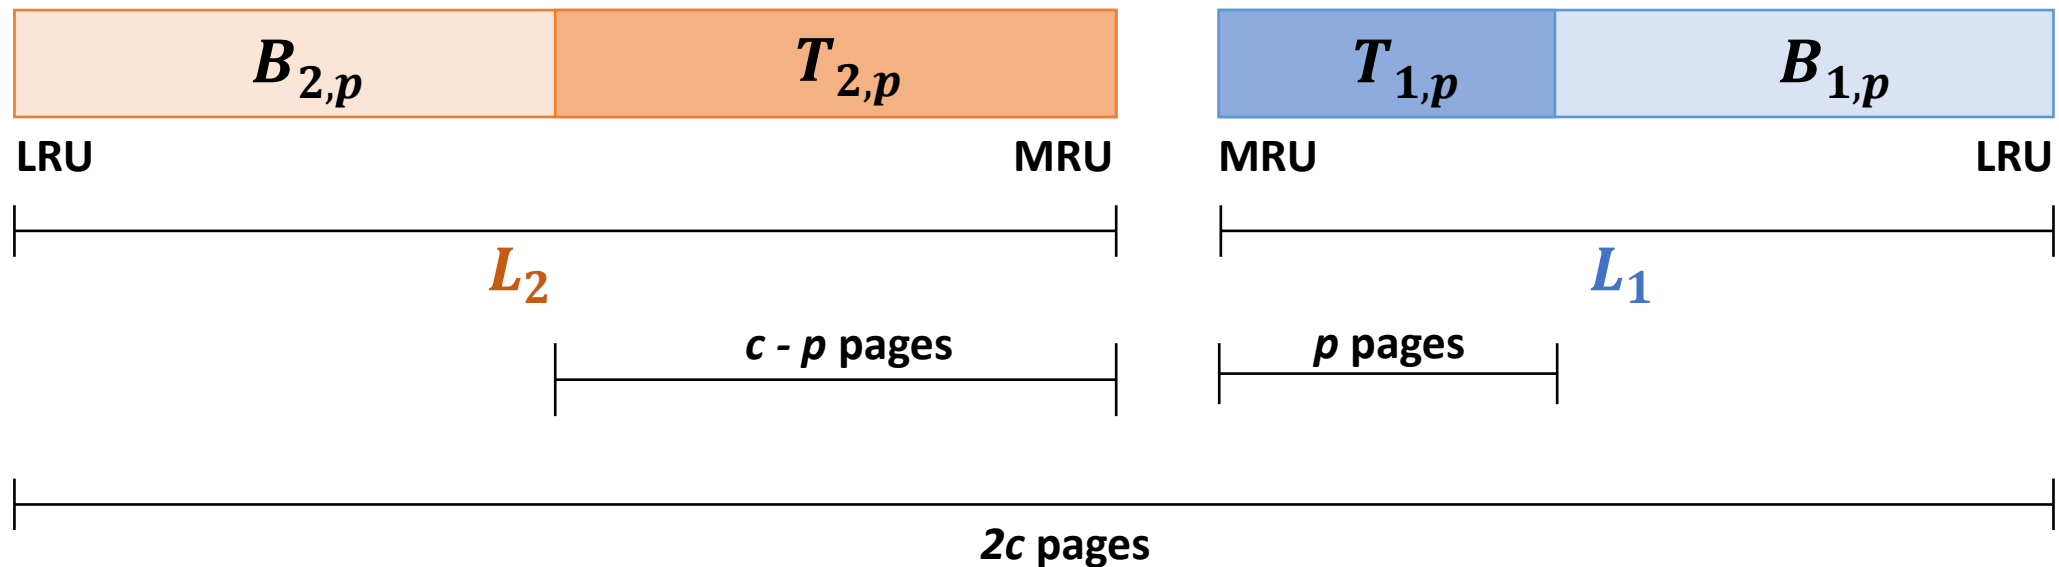 B2,p T2,p T1,p B1,p
LRU MRU MRU LRU
L2 L1
c - p pages p pages
2c pages